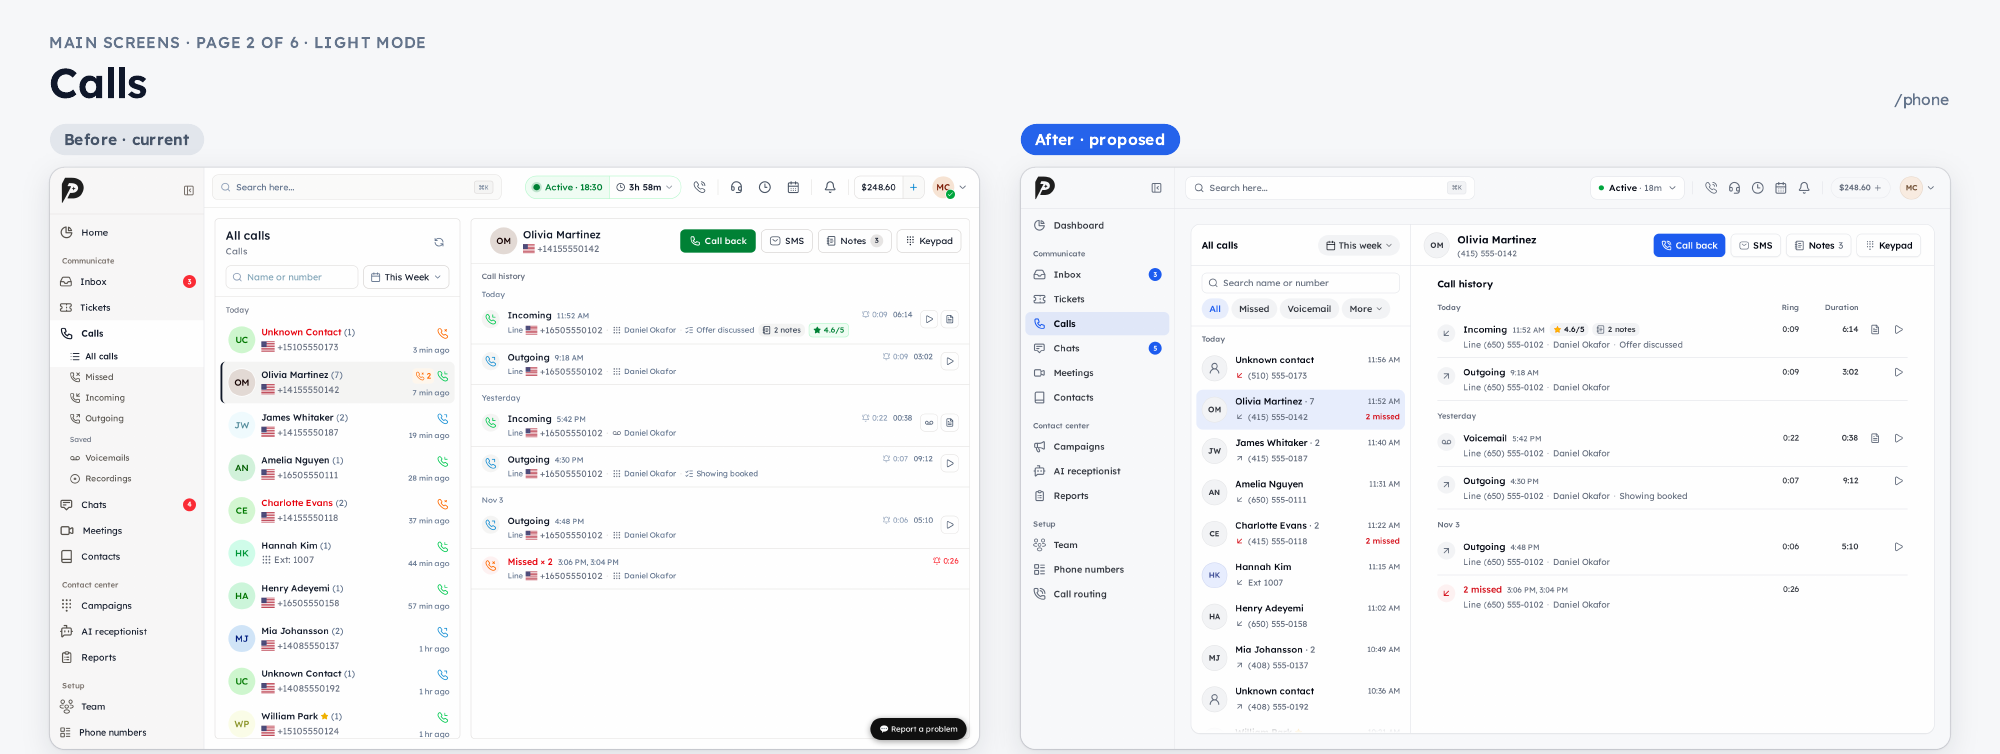 MAIN SCREENS · PAGE 2 OF 6 · LIGHT MODE
Calls
/phone
Before · current
Search here...
⌘K
Active · 18:30
3h 58m
$248.60 +
MC
Home
Communicate
Inbox 3
Tickets
Calls
All calls
Missed
Incoming
Outgoing
Saved
Voicemails
Recordings
Chats 4
Meetings
Contacts
Contact center
Campaigns
AI receptionist
Reports
Setup
Team
Phone numbers
All calls
Calls
Name or number
This Week
Today
UC Unknown Contact (1)
+15105550173 3 min ago
OM Olivia Martinez (7) 2
+14155550142 7 min ago
JW James Whitaker (2)
+14155550187 19 min ago
AN Amelia Nguyen (1)
+16505550111 28 min ago
CE Charlotte Evans (2)
+14155550118 37 min ago
HK Hannah Kim (1)
Ext: 1007 44 min ago
HA Henry Adeyemi (1)
+16505550158 57 min ago
MJ Mia Johansson (2)
+14085550137 1 hr ago
UC Unknown Contact (1)
+14085550192 1 hr ago
WP William Park (1)
+15105550124 1 hr ago
OM Olivia Martinez
+14155550142
Call back
SMS
Notes 3
Keypad
Call history
Today
Incoming 11:52 AM 0:09 06:14
Line +16505550102 · Daniel Okafor · Offer discussed 2 notes 4.6/5
Outgoing 9:18 AM 0:09 03:02
Line +16505550102 · Daniel Okafor
Yesterday
Incoming 5:42 PM 0:22 00:38
Line +16505550102 · Daniel Okafor
Outgoing 4:30 PM 0:07 09:12
Line +16505550102 · Daniel Okafor · Showing booked
Nov 3
Outgoing 4:48 PM 0:06 05:10
Line +16505550102 · Daniel Okafor
Missed × 2 3:06 PM, 3:04 PM 0:26
Line +16505550102 · Daniel Okafor
Report a problem
After · proposed
Search here...
⌘K
Active · 18m
$248.60 +
MC
Dashboard
Communicate
Inbox 3
Tickets
Calls
Chats 5
Meetings
Contacts
Contact center
Campaigns
AI receptionist
Reports
Setup
Team
Phone numbers
Call routing
All calls
This week
Search name or number
All
Missed
Voicemail
More
Today
Unknown contact 11:56 AM
(510) 555-0173
OM Olivia Martinez · 7 11:52 AM
(415) 555-0142 2 missed
JW James Whitaker · 2 11:40 AM
(415) 555-0187
AN Amelia Nguyen 11:31 AM
(650) 555-0111
CE Charlotte Evans · 2 11:22 AM
(415) 555-0118 2 missed
HK Hannah Kim 11:15 AM
Ext 1007
HA Henry Adeyemi 11:02 AM
(650) 555-0158
MJ Mia Johansson · 2 10:49 AM
(408) 555-0137
Unknown contact 10:36 AM
(408) 555-0192
OM Olivia Martinez
(415) 555-0142
Call back
SMS
Notes 3
Keypad
Call history
Today Ring Duration
Incoming 11:52 AM 4.6/5 2 notes 0:09 6:14
Line (650) 555-0102 · Daniel Okafor · Offer discussed
Outgoing 9:18 AM 0:09 3:02
Line (650) 555-0102 · Daniel Okafor
Yesterday
Voicemail 5:42 PM 0:22 0:38
Line (650) 555-0102 · Daniel Okafor
Outgoing 4:30 PM 0:07 9:12
Line (650) 555-0102 · Daniel Okafor · Showing booked
Nov 3
Outgoing 4:48 PM 0:06 5:10
Line (650) 555-0102 · Daniel Okafor
2 missed 3:06 PM, 3:04 PM 0:26
Line (650) 555-0102 · Daniel Okafor